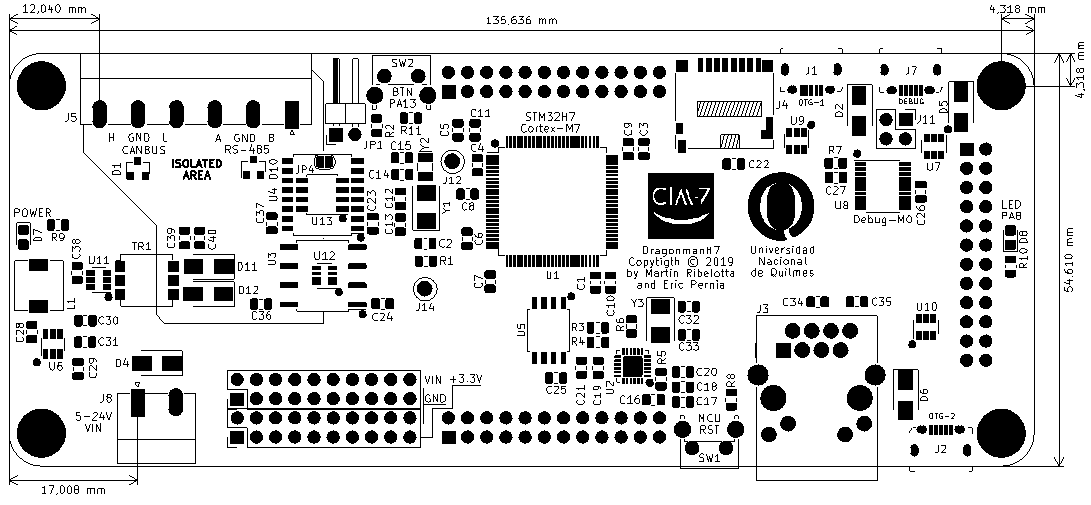 12,040 mm
135,636 mm
4,318 mm
4,318 mm
SW2
BTN
PA13
J1
OTG-1
J7
DEBUG
J5
H GND L
CANBUS
A GND B
RS-485
ISOLATED
AREA
D1
D10
JP1
R2
R11
C5
C11
STM32H7
Cortex-M7
C9
C3
J4
D2
U9
J11
D5
U7
C15
C14
Y2
J12
C4
C22
R7
C27
U8
Debug-M0
C26
JP4
U4
U13
C37
C23
C12
C13
Y1
C8
C6
C2
R1
CIAA-7
DragonmanH7
Copytigh © 2019
by Martin Ribelotta
and Eric Pernia
Universidad
Nacional
de Quilmes
LED
PA8
D8
R10
POWER
D7
R9
C38
U11
TR1
C39
C40
D11
D12
L1
U3
U12
C36
C24
J14
C7
U1
C1
C10
54,610 mm
C28
U6
C30
C31
C29
D4
U5
R3
R4
R6
Y3
C32
C33
J3
C34
C35
U10
C25
C21
C19
U2
R5
C16
C20
C18
C17
R8
D6
J8
5-24V
VIN
VIN
+3.3V
GND
MCU
RST
SW1
OTG-2
J2
17,008 mm